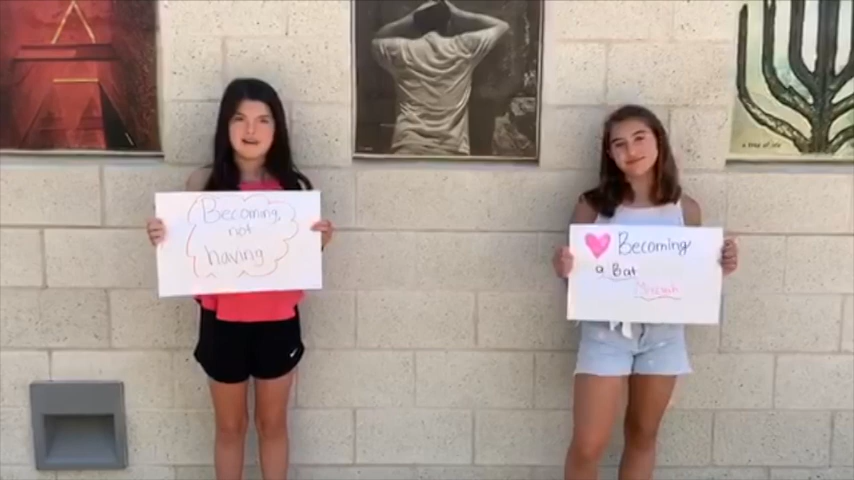 Becoming,
not
having
Becoming
a Bat
Mitzvah
a tree of life